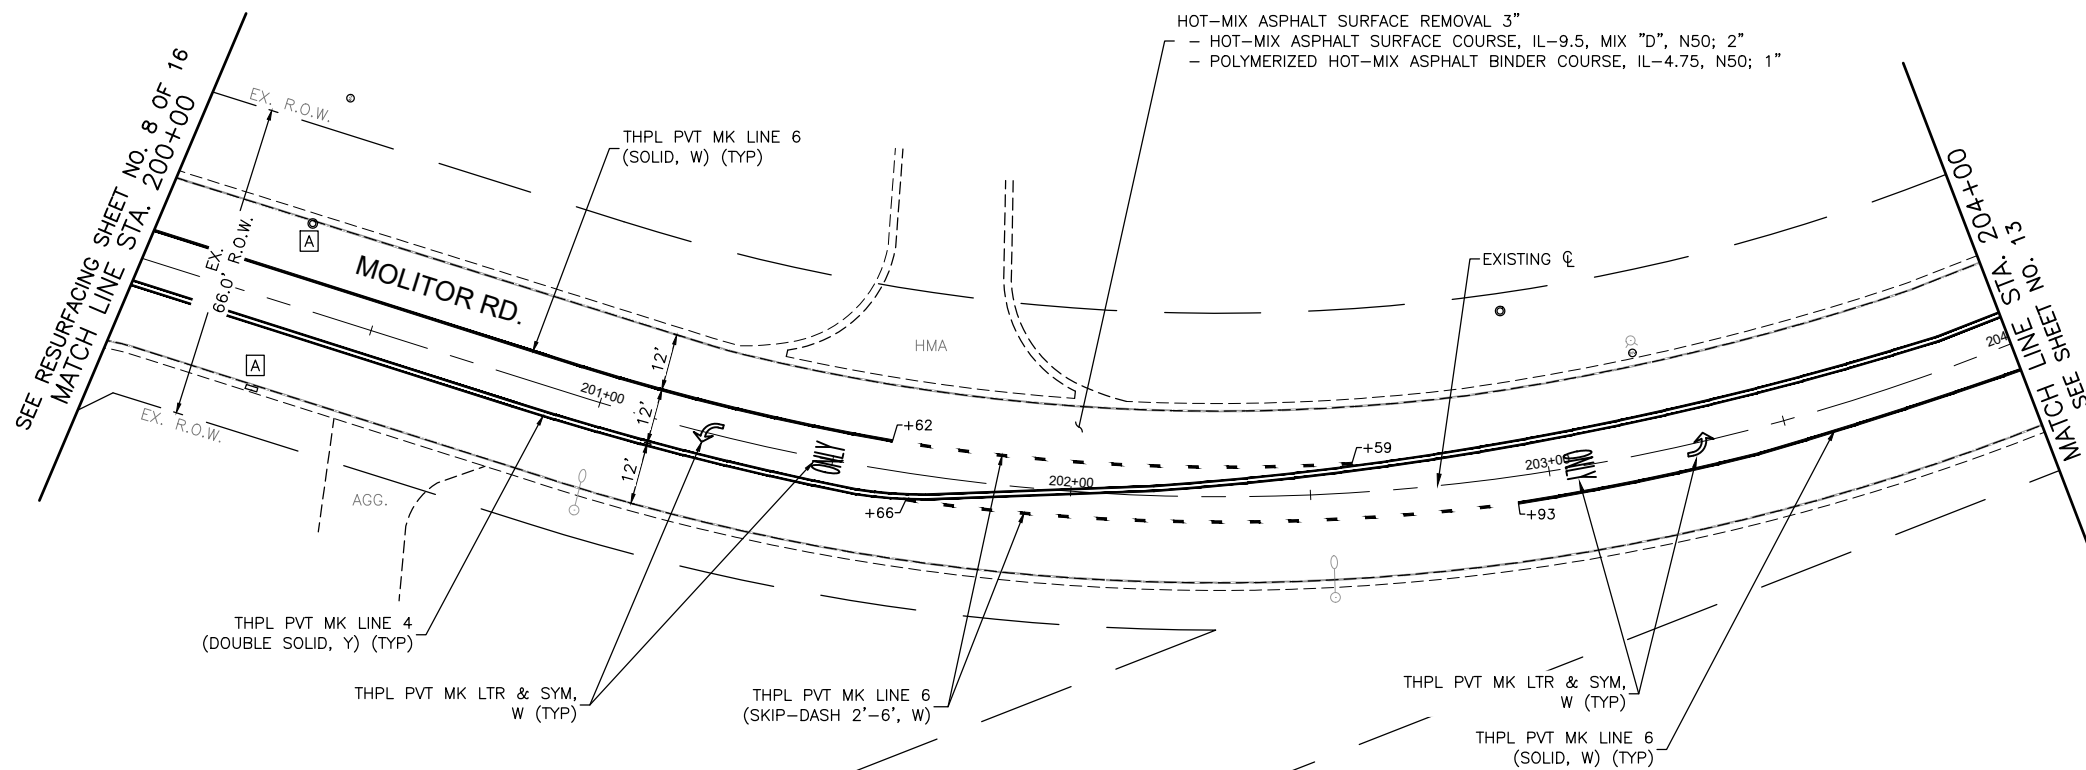 HOT-MIX ASPHALT SURFACE REMOVAL 3"
- HOT-MIX ASPHALT SURFACE COURSE, IL-9.5, MIX "D", N50; 2"
- POLYMERIZED HOT-MIX ASPHALT BINDER COURSE, IL-4.75, N50; 1"
SEE RESURFACING SHEET NO. 8 OF 16
MATCH LINE STA. 200+00
EX. R.O.W.
THPL PVT MK LINE 6
(SOLID, W) (TYP)
A
EX. R.O.W.
66.0'
MOLITOR RD.
EXISTING ℄
MATCH LINE STA. 204+00
SEE SHEET NO. 13
204
HMA
12'
12'
12'
A
201+00
EX. R.O.W.
AGG.
ONLY
+62
+59
202+00
203+00
ONLY
+66
+93
THPL PVT MK LINE 4
(DOUBLE SOLID, Y) (TYP)
THPL PVT MK LTR & SYM,
W (TYP)
THPL PVT MK LINE 6
(SKIP-DASH 2'-6', W)
THPL PVT MK LTR & SYM,
W (TYP)
THPL PVT MK LINE 6
(SOLID, W) (TYP)